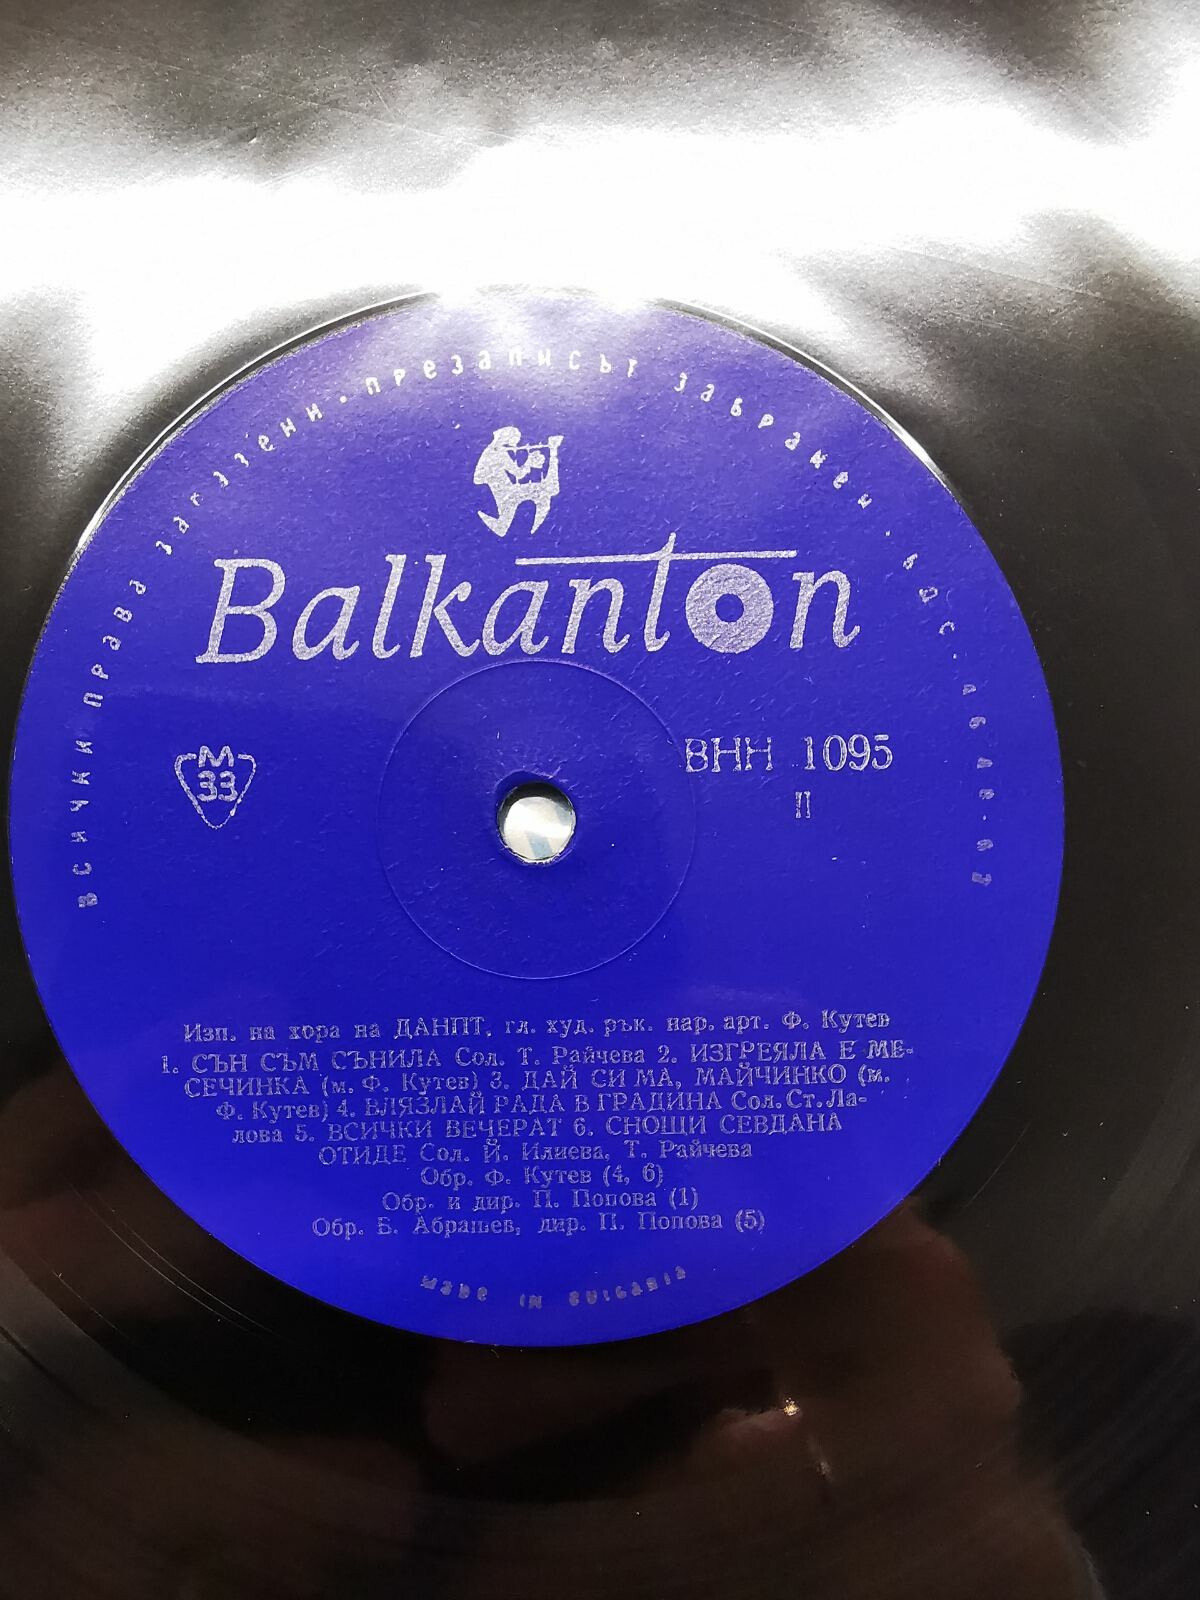 всички права запазени · презаписът забранен · бдс
Balkanton
М
33
ВНН 1095
II
Изп. на хора на ДАНПТ, гл. худ. рък. нар. арт. Ф. Кутев
1. СЪН СЪМ СЪНИЛА Сол. Т. Райчева 2. ИЗГРЕЯЛА Е МЕ-
СЕЧИНКА (м. Ф. Кутев) 3. ДАЙ СИ МА, МАЙЧИНКО (м.
Ф. Кутев) 4. ВЛЯЗЛАЙ РАДА В ГРАДИНА Сол. Ст. Ла-
лова 5. ВСИЧКИ ВЕЧЕРАТ 6. СНОЩИ СЕВДАНА
ОТИДЕ Сол. Й. Илиева, Т. Райчева
Обр. Ф. Кутев (4, 6)
Обр. и дир. П. Попова (1)
Обр. Б. Абрашев, дир. П. Попова (5)
MADE IN BULGARIA